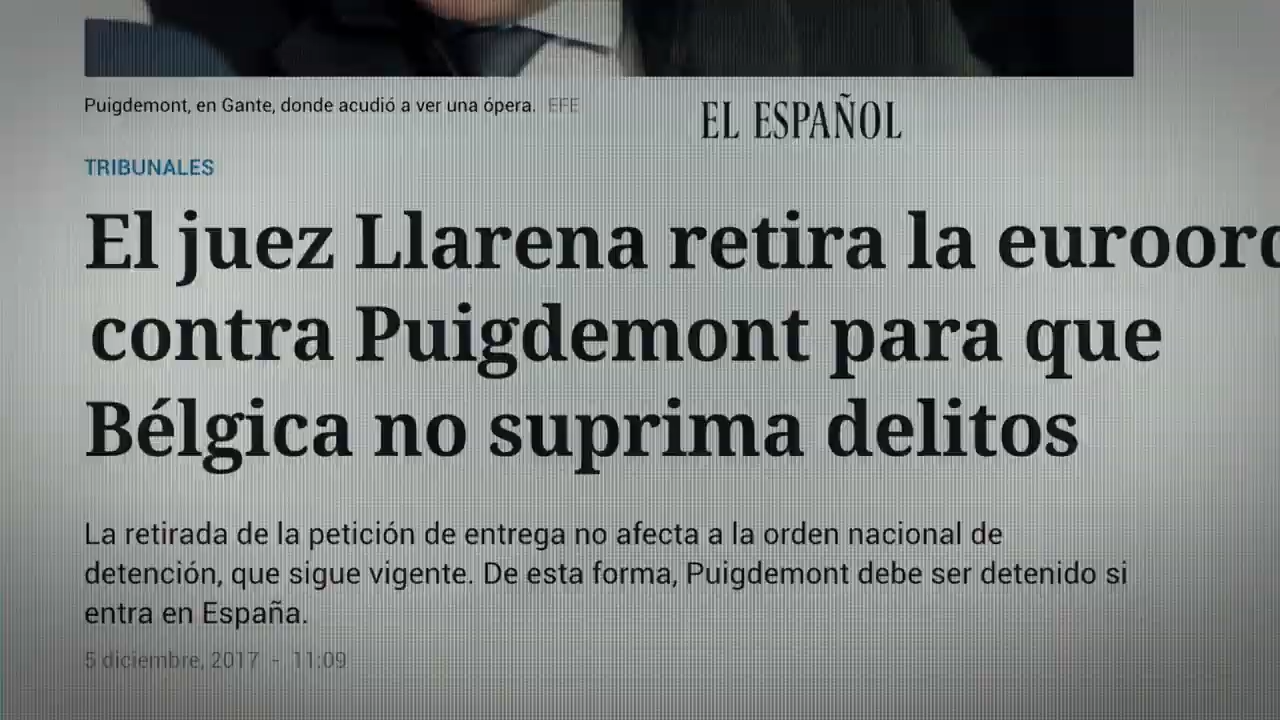 Puigdemont, en Gante, donde acudió a ver una ópera. EFE
EL ESPAÑOL
TRIBUNALES
El juez Llarena retira la
contra Puigdemont para que
Bélgica no suprima delitos
La retirada de la petición de entrega no afecta a la orden nacional de
detención, que sigue vigente. De esta forma, Puigdemont debe ser detenido si
entra en España.
5 diciembre, 2017 - 11:09